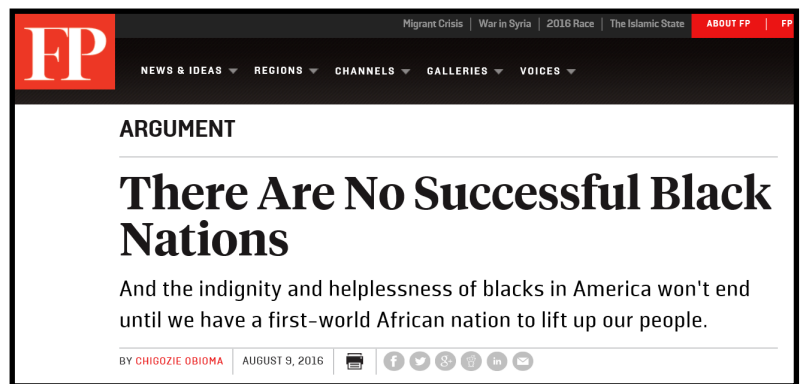 Migrant Crisis | War in Syria | 2016 Race | The Islamic State ABOUT FP | FP
FP
NEWS & IDEAS REGIONS CHANNELS GALLERIES VOICES
ARGUMENT
There Are No Successful Black
Nations
And the indignity and helplessness of blacks in America won't end
until we have a first-world African nation to lift up our people.
BY CHIGOZIE OBIOMA | AUGUST 9, 2016